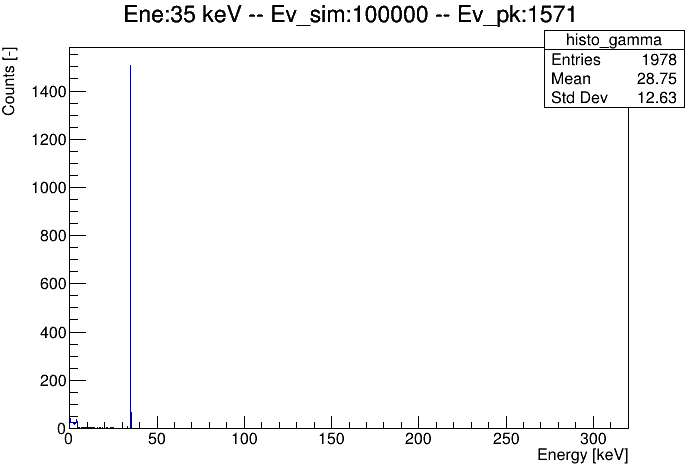 Ene:35 keV -- Ev_sim:100000 -- Ev_pk:1571
histo_gamma
Entries 1978
Mean 28.75
Std Dev 12.63
Counts [-]
1400
1200
1000
800
600
400
200
0
0 50 100 150 200 250 300
Energy [keV]